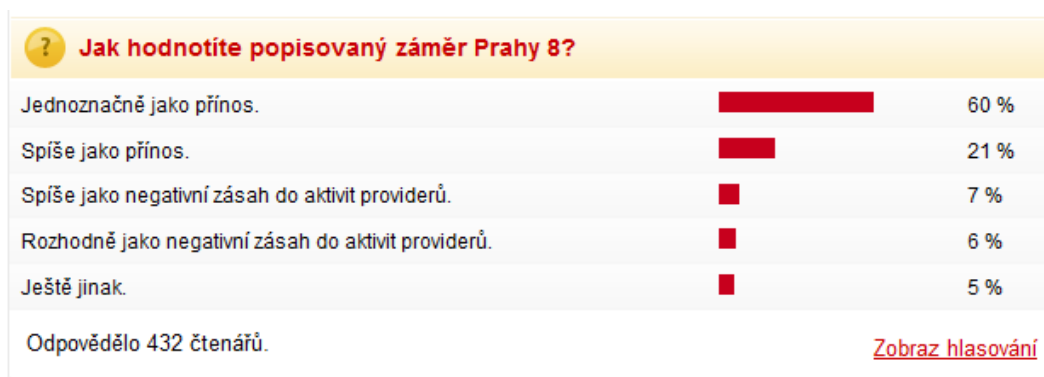 ? Jak hodnotíte popisovaný záměr Prahy 8?
Jednoznačně jako přínos. 60 %
Spíše jako přínos. 21 %
Spíše jako negativní zásah do aktivit providerů. 7 %
Rozhodně jako negativní zásah do aktivit providerů. 6 %
Ještě jinak. 5 %
Odpovědělo 432 čtenářů. Zobraz hlasování